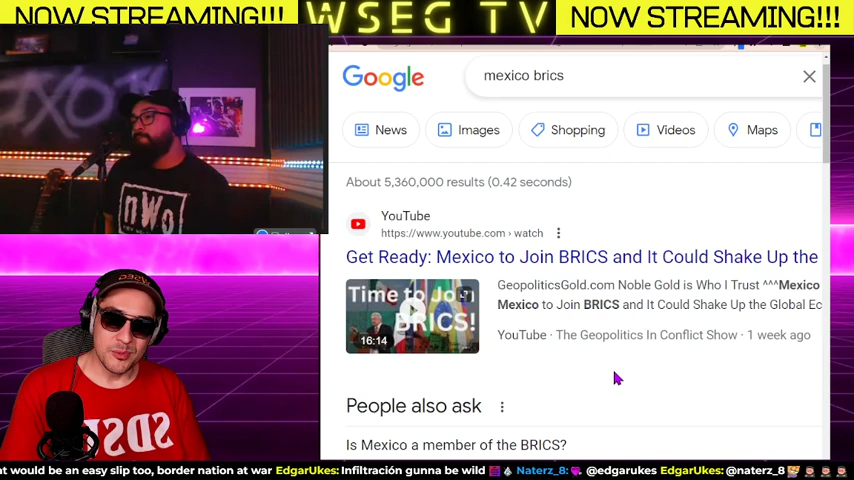 NOW STREAMING!!!
WSEG TV
NOW STREAMING!!!
Google
mexico brics
News
Images
Shopping
Videos
Maps
About 5,360,000 results (0.42 seconds)
YouTube
https://www.youtube.com › watch
Get Ready: Mexico to Join BRICS and It Could Shake Up the
Time to Join
BRICS!
16:14
GeopoliticsGold.com Noble Gold is Who I Trust ^^^Mexico
Mexico to Join BRICS and It Could Shake Up the Global Ec
YouTube · The Geopolitics In Conflict Show · 1 week ago
People also ask
Is Mexico a member of the BRICS?
nWo
SDS
at would be an easy slip too, border nation at war EdgarUkes: Infiltración gunna be wild Naterz_8: @edgarukes EdgarUkes: @naterz_8